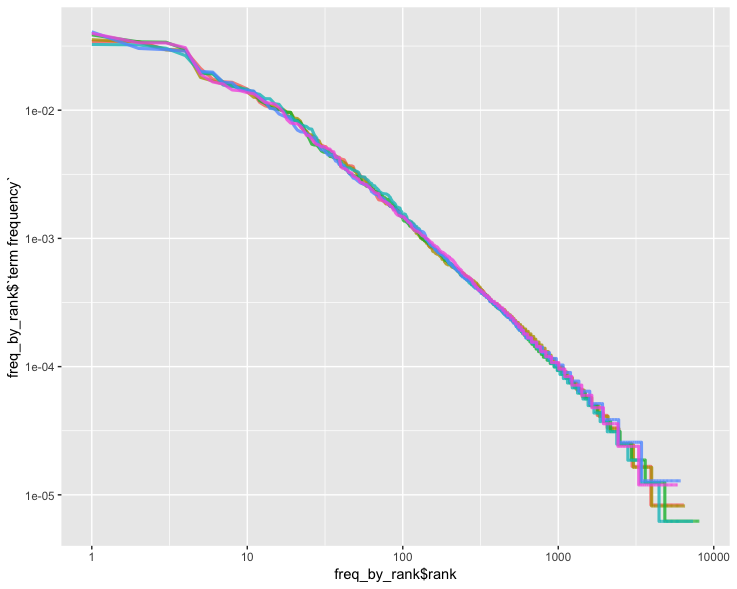 freq_by_rank$`term frequency`
1e-02
1e-03
1e-04
1e-05
1
10
100
1000
10000
freq_by_rank$rank